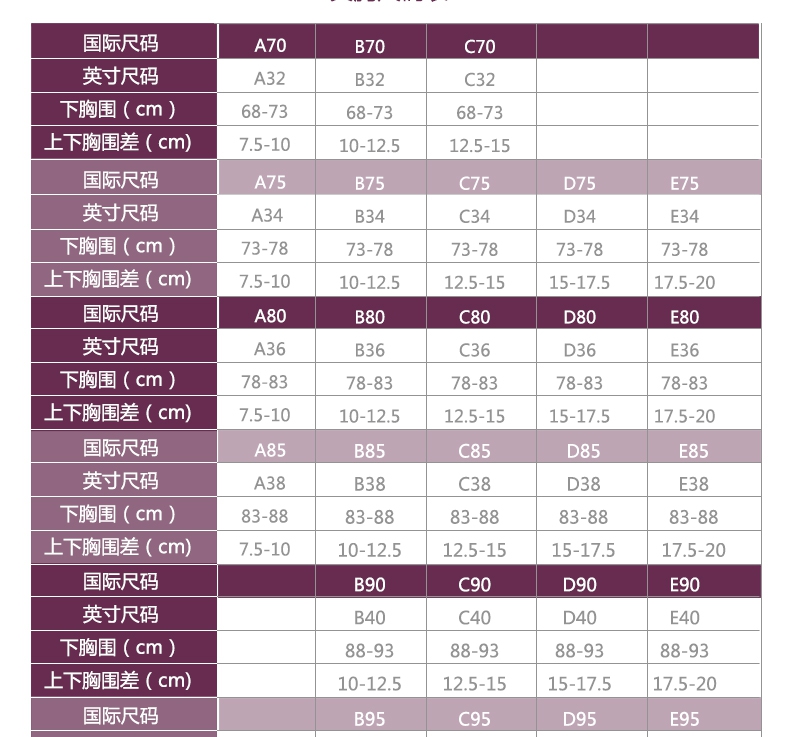 国际尺码 A70 B70 C70
英寸尺码 A32 B32 C32
下胸围（cm） 68-73 68-73 68-73
上下胸围差（cm) 7.5-10 10-12.5 12.5-15
国际尺码 A75 B75 C75 D75 E75
英寸尺码 A34 B34 C34 D34 E34
下胸围（cm） 73-78 73-78 73-78 73-78 73-78
上下胸围差（cm) 7.5-10 10-12.5 12.5-15 15-17.5 17.5-20
国际尺码 A80 B80 C80 D80 E80
英寸尺码 A36 B36 C36 D36 E36
下胸围（cm） 78-83 78-83 78-83 78-83 78-83
上下胸围差（cm) 7.5-10 10-12.5 12.5-15 15-17.5 17.5-20
国际尺码 A85 B85 C85 D85 E85
英寸尺码 A38 B38 C38 D38 E38
下胸围（cm） 83-88 83-88 83-88 83-88 83-88
上下胸围差（cm) 7.5-10 10-12.5 12.5-15 15-17.5 17.5-20
国际尺码 B90 C90 D90 E90
英寸尺码 B40 C40 D40 E40
下胸围（cm） 88-93 88-93 88-93 88-93
上下胸围差（cm) 10-12.5 12.5-15 15-17.5 17.5-20
国际尺码 B95 C95 D95 E95